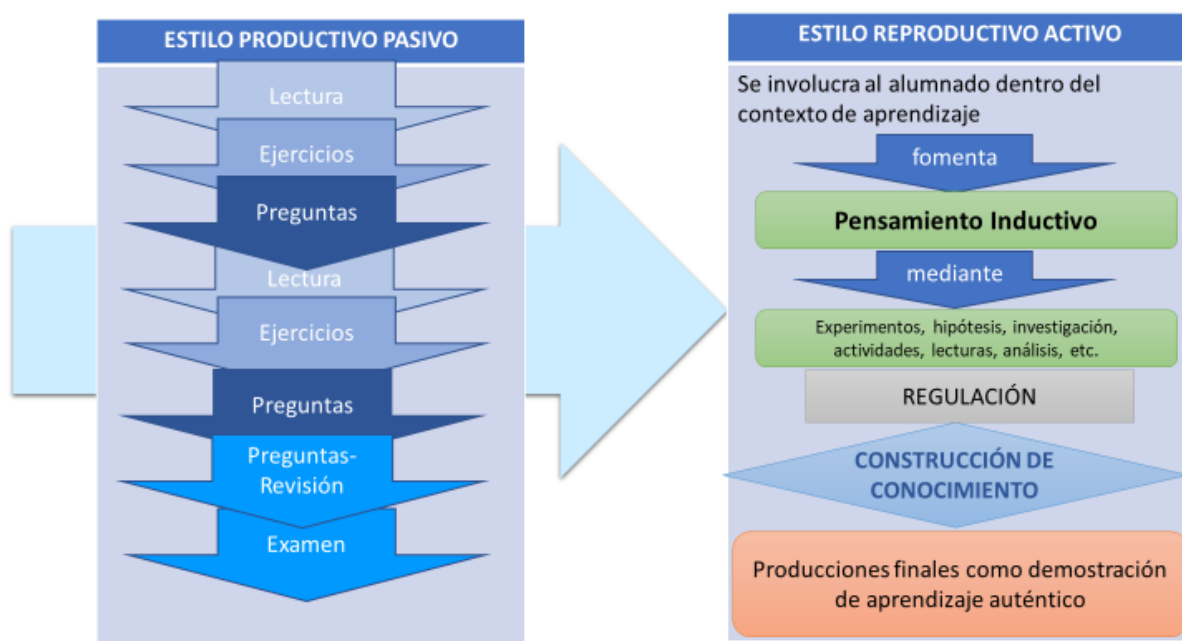 ESTILO PRODUCTIVO PASIVO
Lectura
Ejercicios
Preguntas
Lectura
Ejercicios
Preguntas
Preguntas-
Revisión
Examen
ESTILO REPRODUCTIVO ACTIVO
Se involucra al alumnado dentro del
contexto de aprendizaje
fomenta
Pensamiento Inductivo
mediante
Experimentos, hipótesis, investigación,
actividades, lecturas, análisis, etc.
REGULACIÓN
CONSTRUCCIÓN DE
CONOCIMIENTO
Producciones finales como demostración
de aprendizaje auténtico